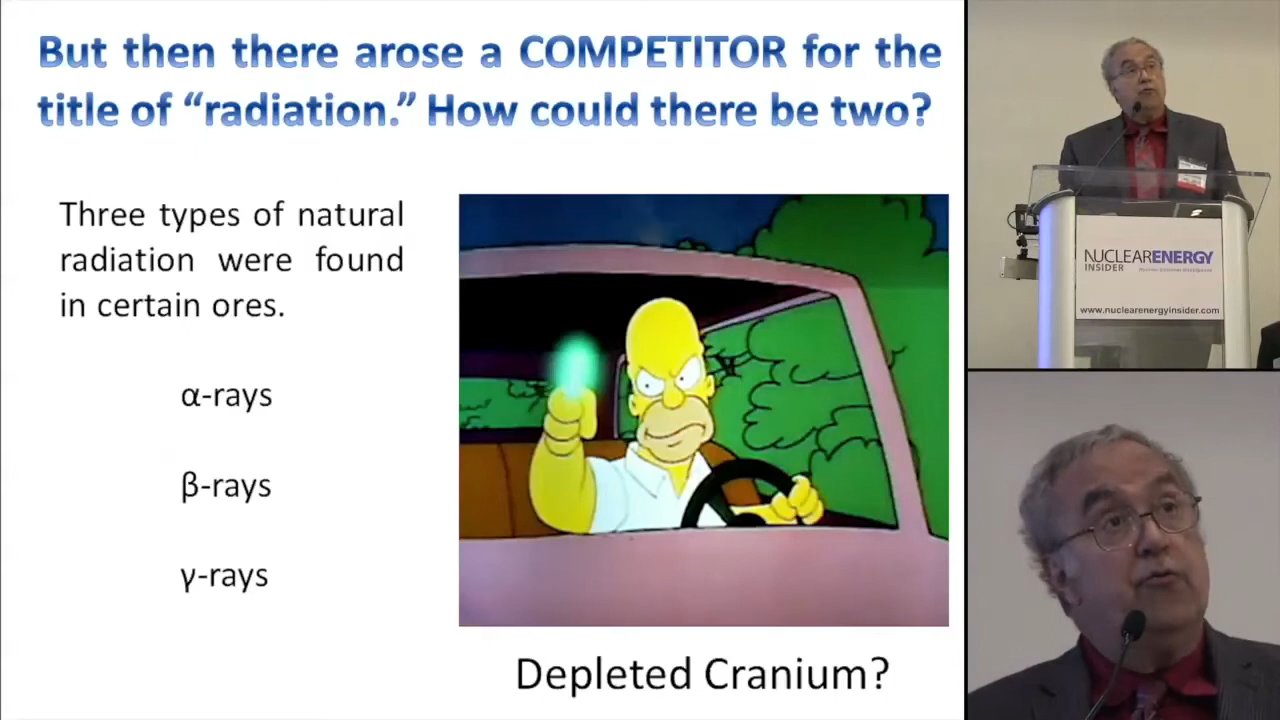 But then there arose a COMPETITOR for the
title of “radiation.” How could there be two?
Three types of natural
radiation were found
in certain ores.
α-rays
β-rays
γ-rays
Depleted Cranium?
NUCLEARENERGY
INSIDER
www.nuclearenergyinsider.com